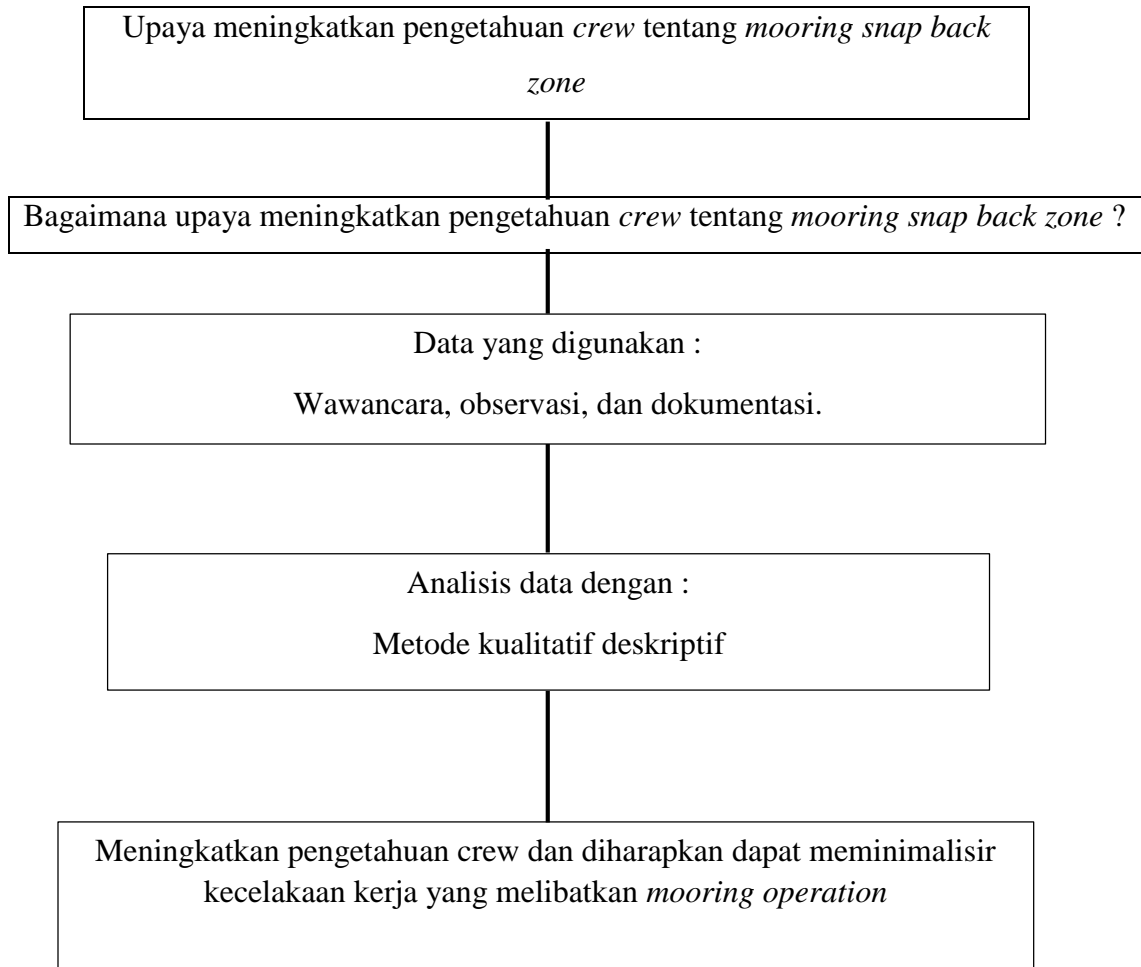 Upaya meningkatkan pengetahuan crew tentang mooring snap back
zone
Bagaimana upaya meningkatkan pengetahuan crew tentang mooring snap back zone ?
Data yang digunakan :
Wawancara, observasi, dan dokumentasi.
Analisis data dengan :
Metode kualitatif deskriptif
Meningkatkan pengetahuan crew dan diharapkan dapat meminimalisir
kecelakaan kerja yang melibatkan mooring operation